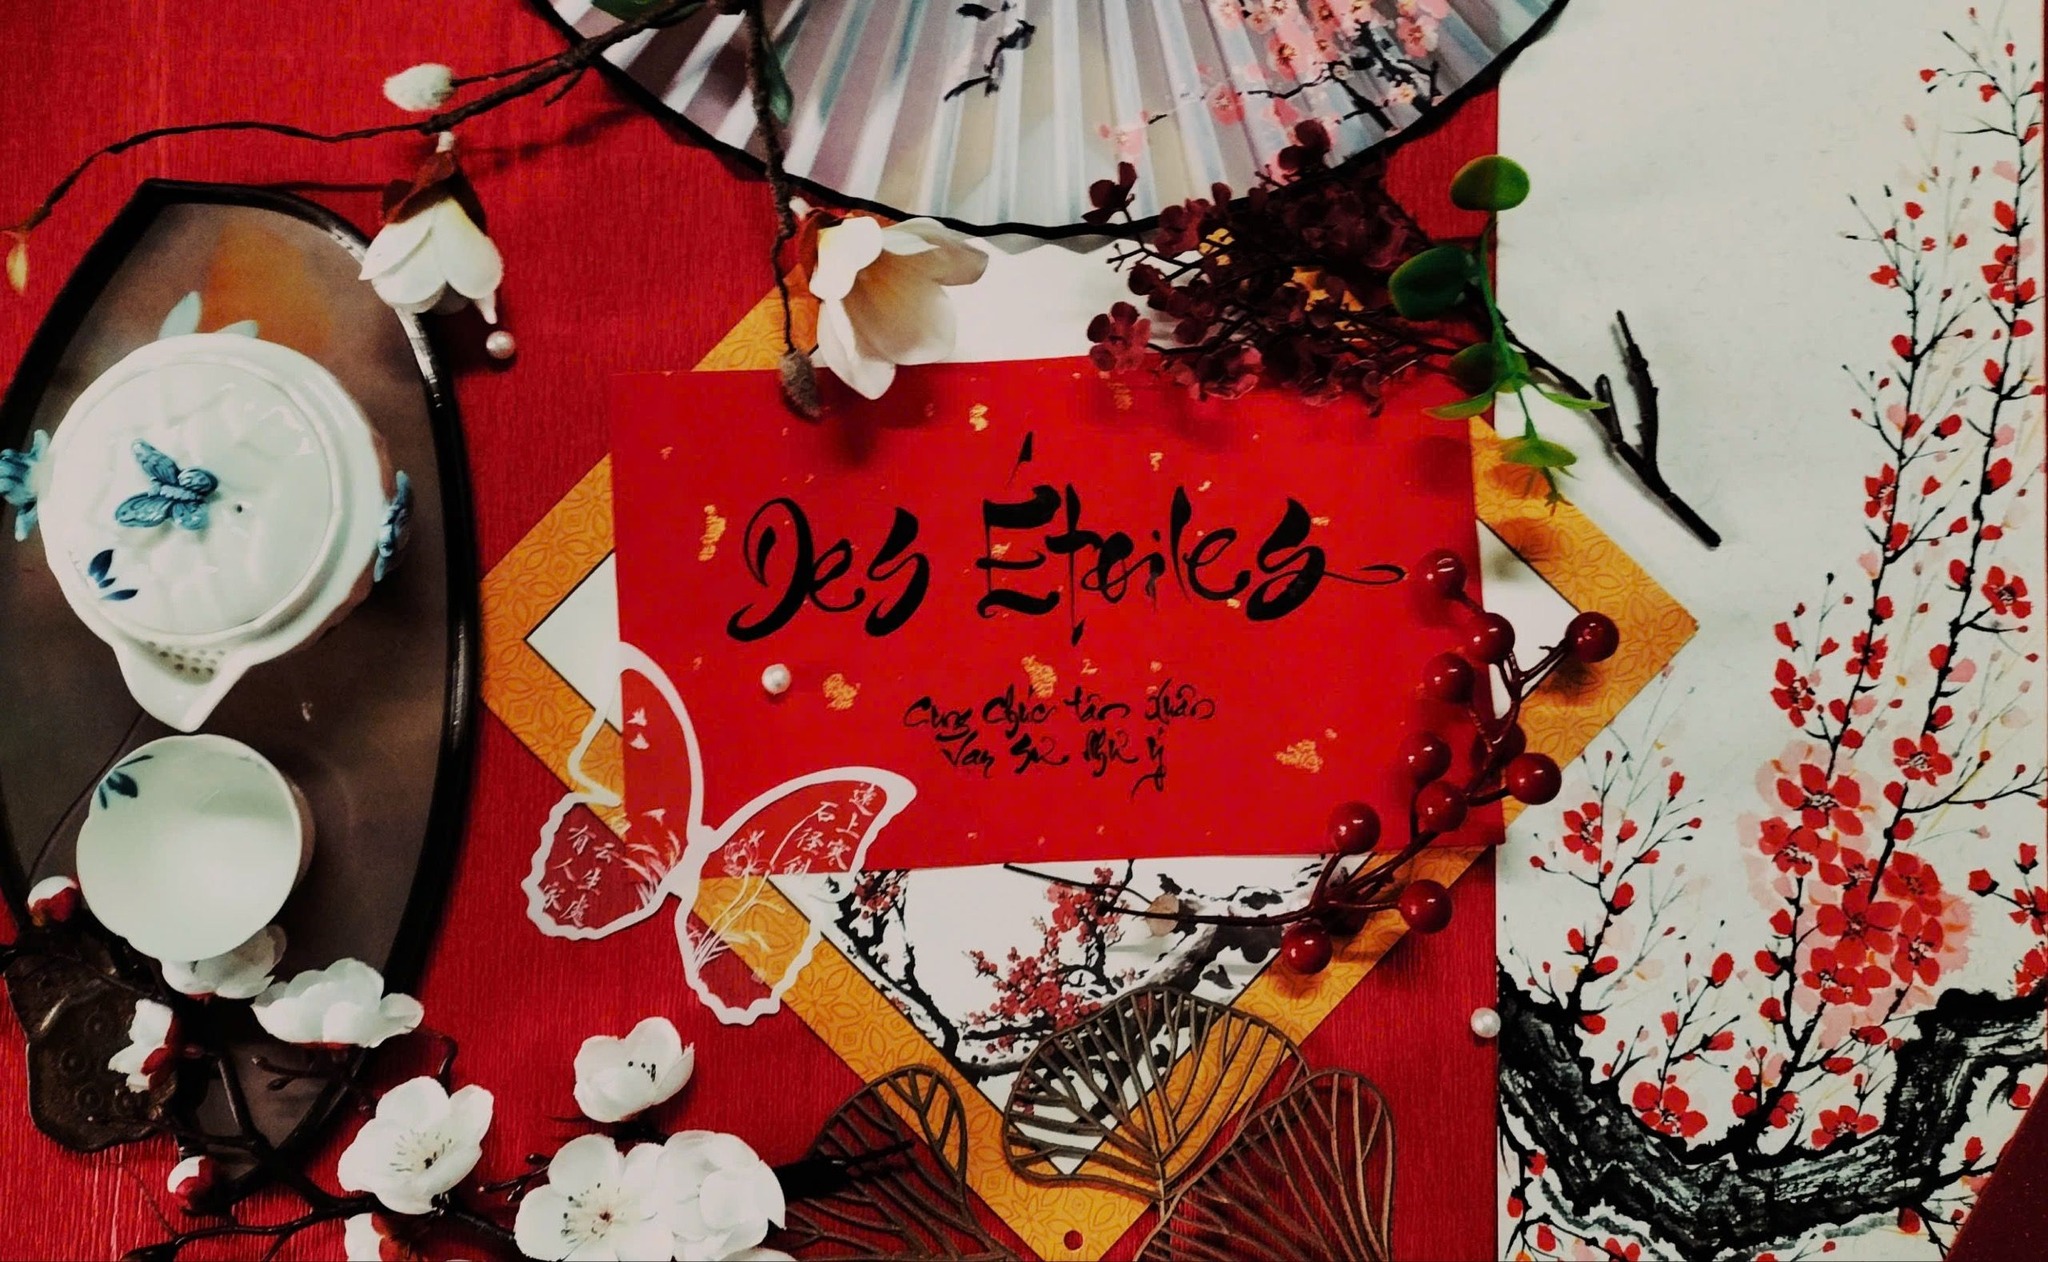 Des Étoiles
Cung Chúc tân Xuân
Vạn sự Như ý
遠上寒
石徑斜
云生處
有人家